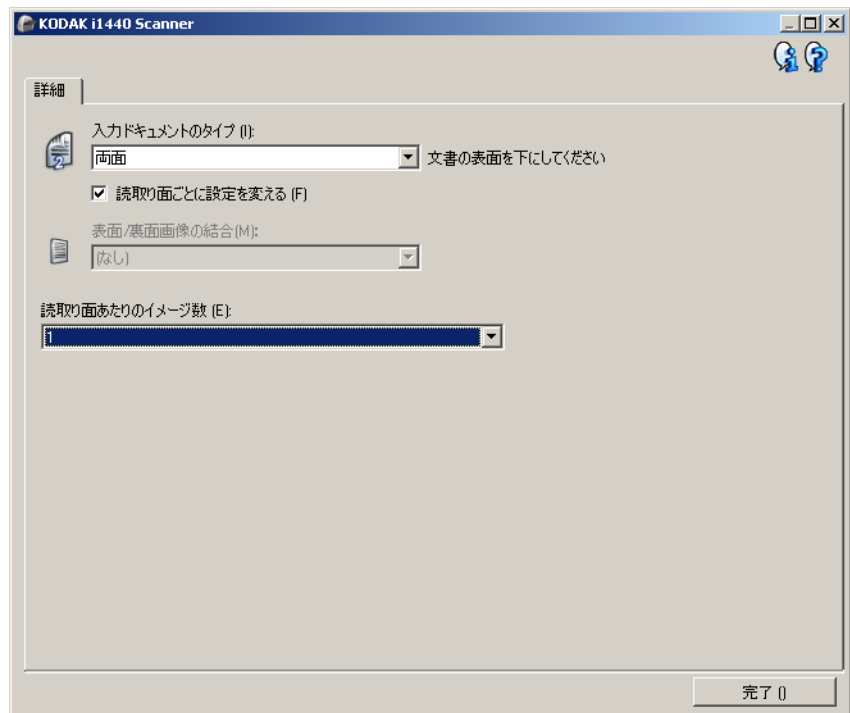 KODAK i1440 Scanner
詳細
入力ドキュメントのタイプ (I):
両面
文書の表面を下にしてください
読取り面ごとに設定を変える (F)
表面/裏面画像の結合(M):
(なし)
読取り面あたりのイメージ数 (E):
1
完了 ()